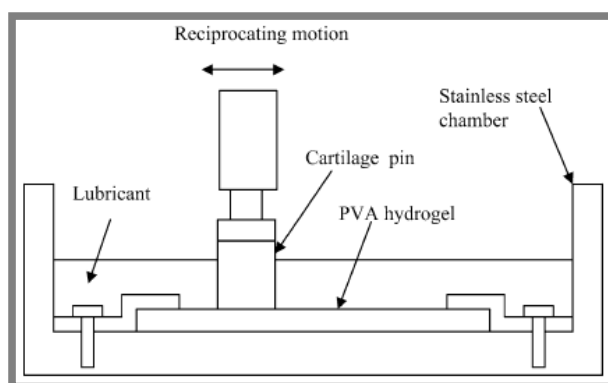 Reciprocating motion
Stainless steel
chamber
Cartilage pin
Lubricant
PVA hydrogel